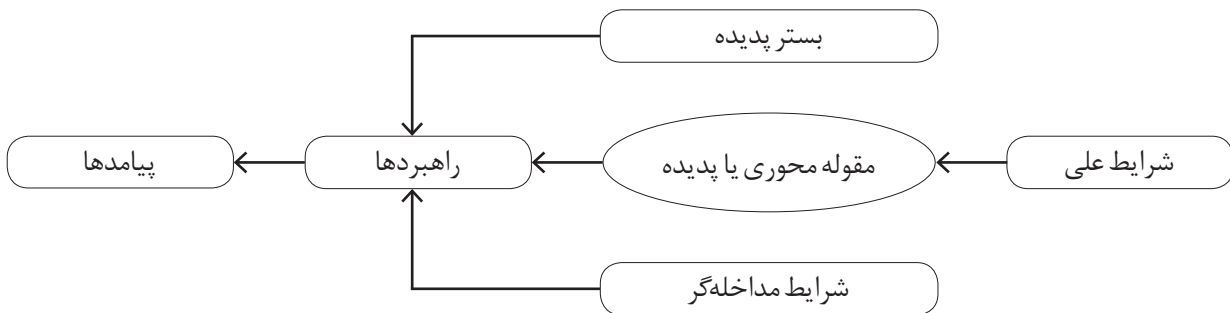 بستر پدیده
شرایط علی
مقوله محوری یا پدیده
راهبردها
پیامدها
شرایط مداخله‌گر